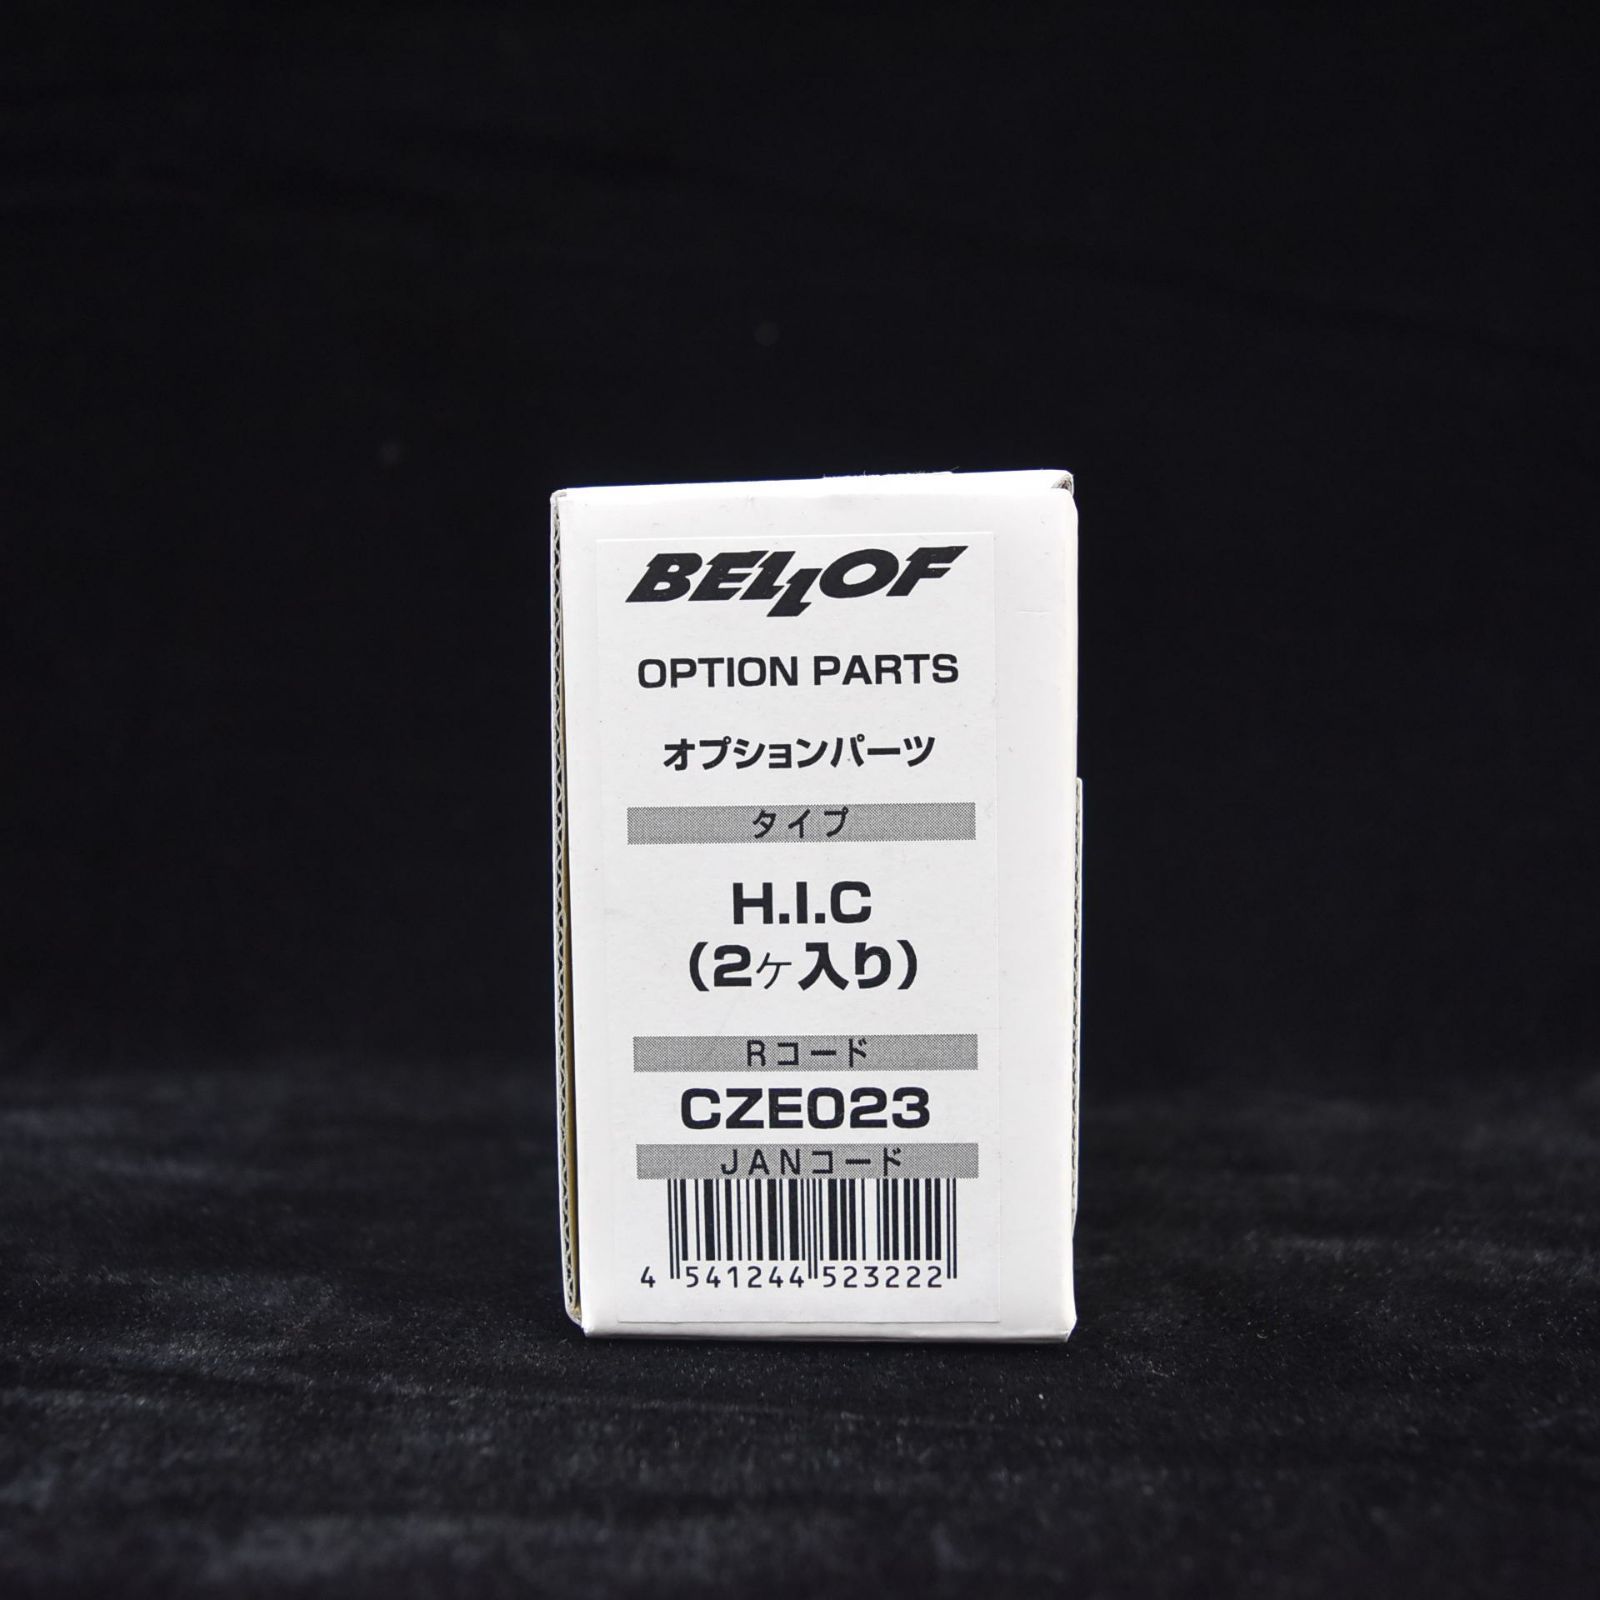 BELLOF
OPTION PARTS
オプションパーツ
タイプ
H.I.C
(2ヶ入り)
Rコード
CZE023
JANコード
4 541244 523222